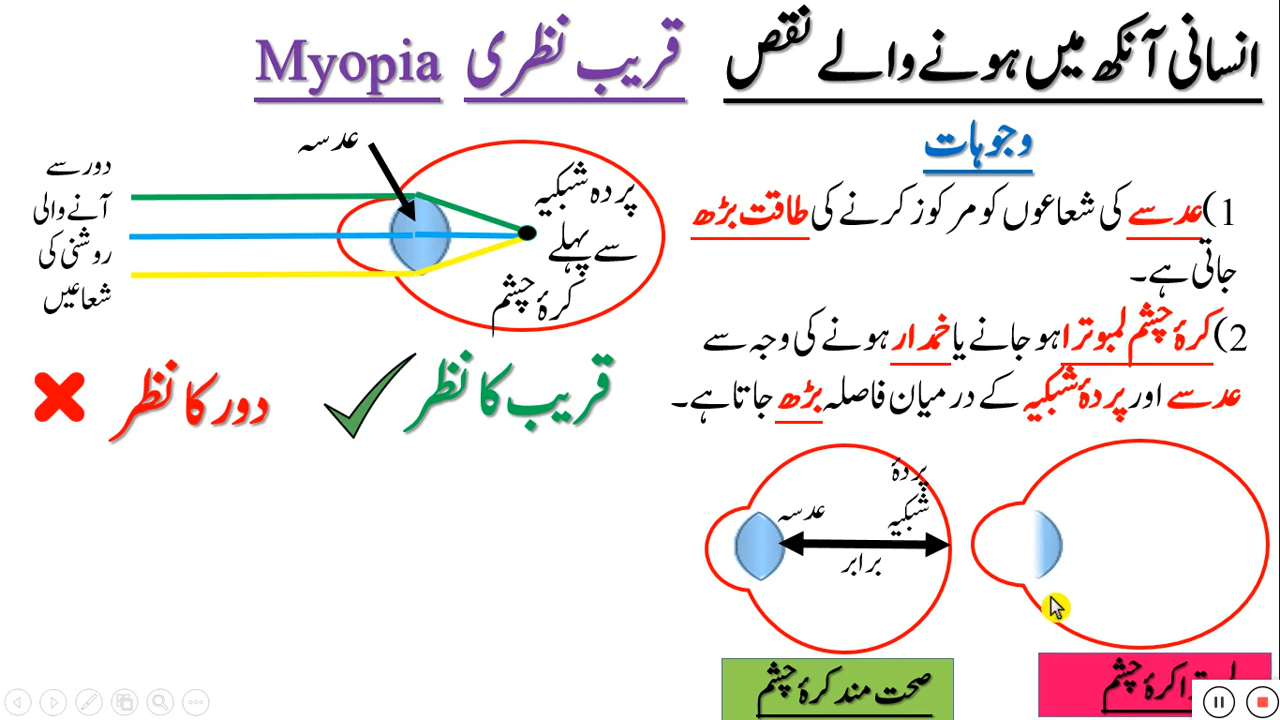 انسانی آنکھ میں ہونے والے نقص قریب نظری Myopia
وجوہات
1) عدسے کی شعاعوں کو مرکوز کرنے کی طاقت بڑھ
جاتی ہے۔
2) کرۂ چشم لمبوترا ہو جانے یا خمدار ہونے کی وجہ سے
عدسے اور پردۂ شبکیہ کے درمیان فاصلہ بڑھ جاتا ہے۔
عدسہ
دور سے
آنے والی
روشنی کی
شعاعیں
پردہ شبکیہ
سے پہلے
کرۂ چشم
قریب کا نظر
دور کا نظر
پردۂ
شبکیہ
عدسہ
برابر
کرۂ چشم
صحت مند کرۂ چشم